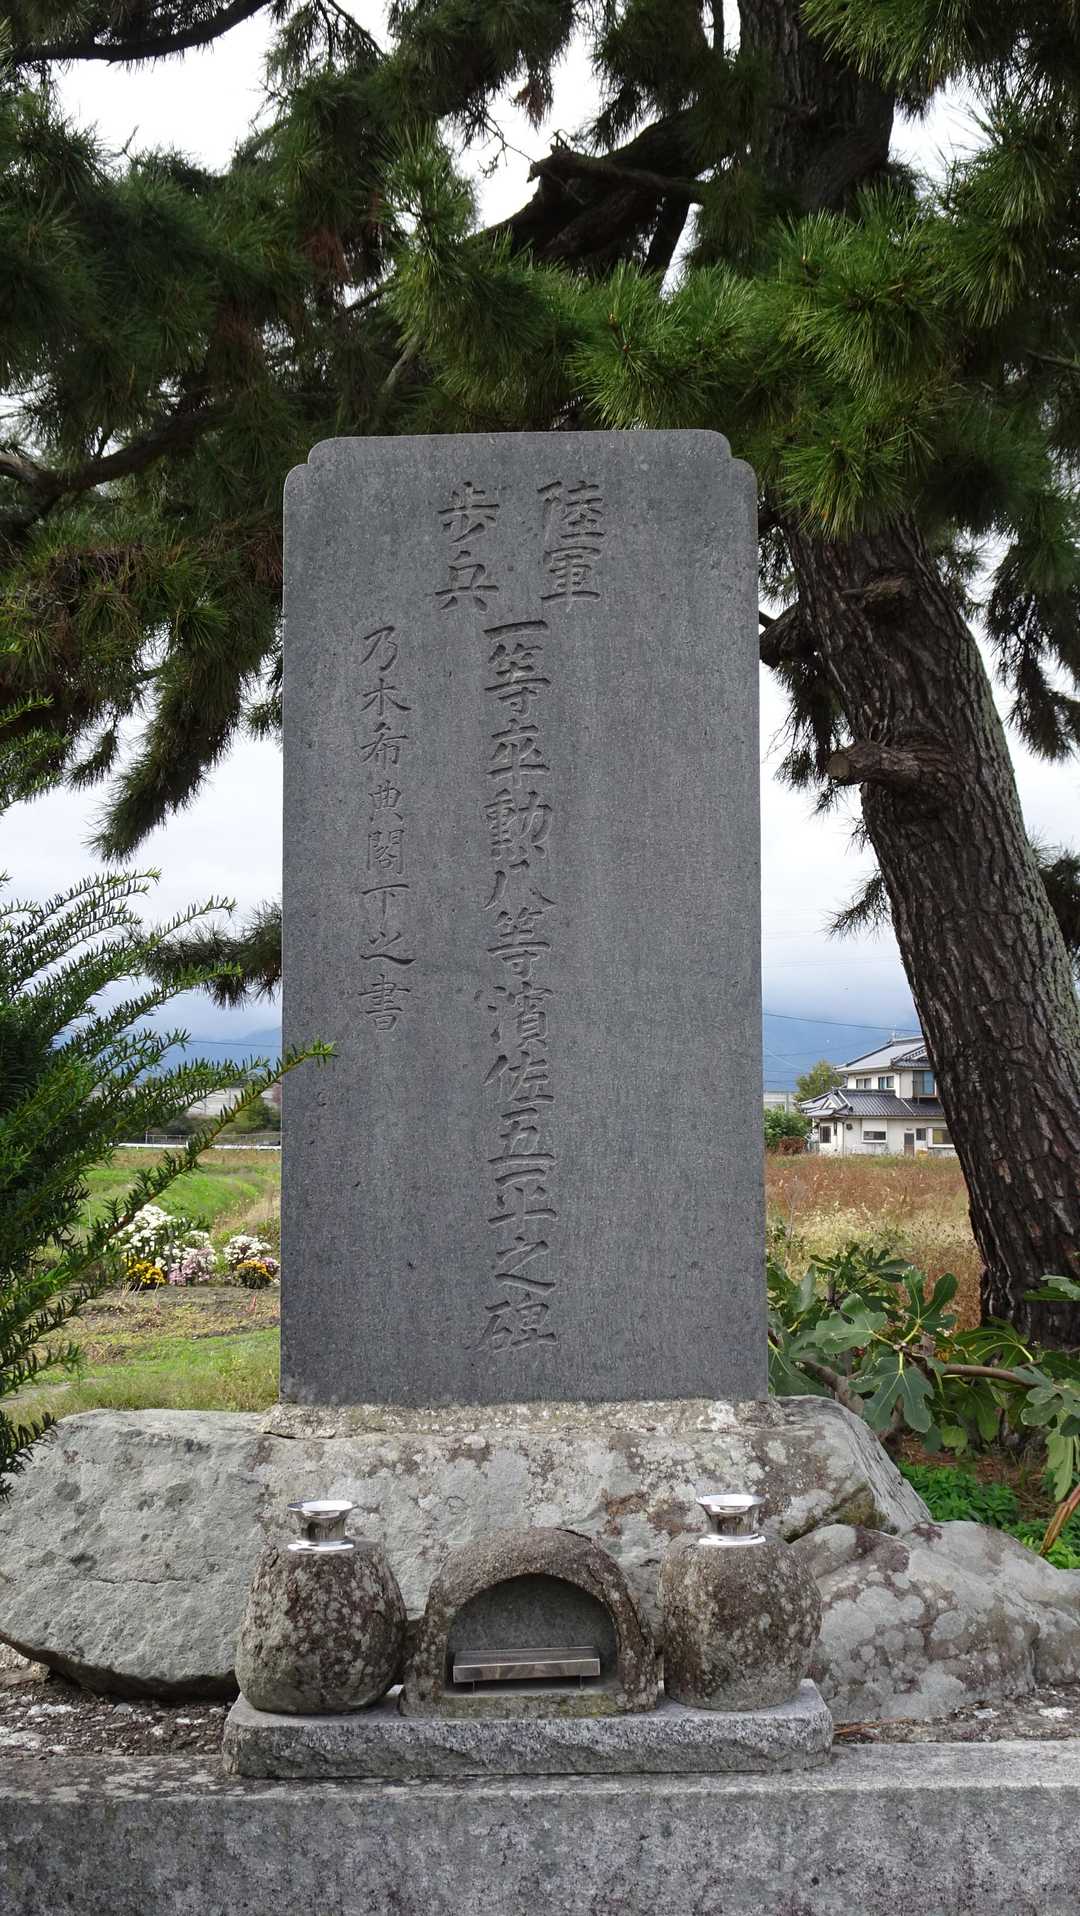 陸軍
歩兵
一等卒勲八等濱佐五平之碑
乃木希典閣下之書